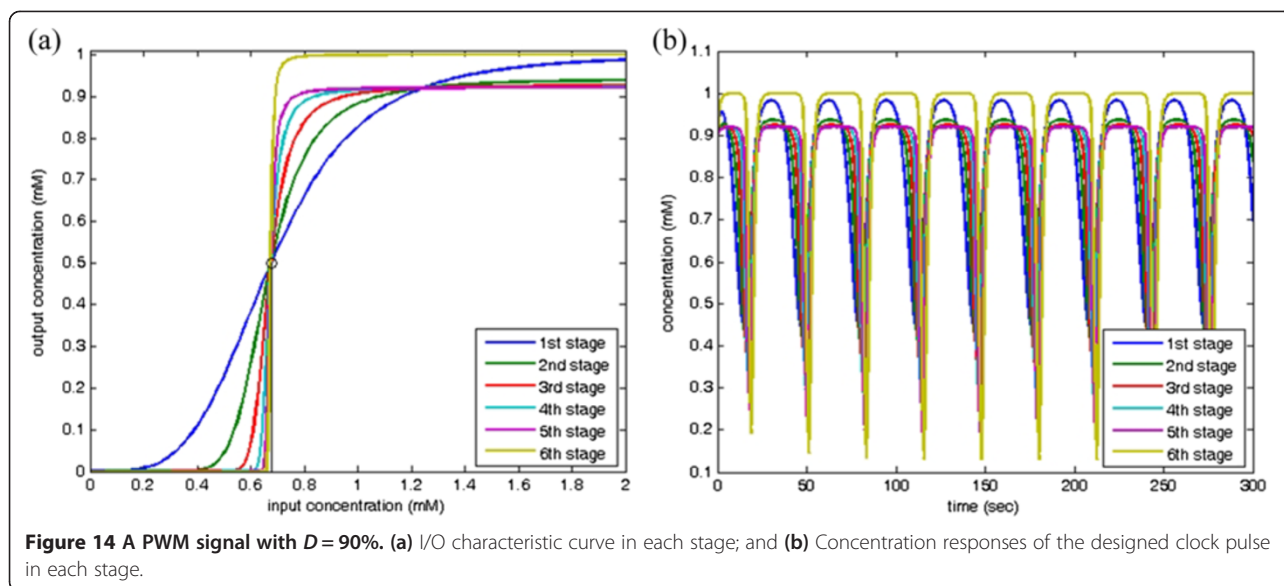 (a)
1
0.9
0.8
0.7
0.6
0.5
0.4
0.3
0.2
0.1
0
output concentration (mM)
0 0.2 0.4 0.6 0.8 1 1.2 1.4 1.6 1.8 2
input concentration (mM)
1st stage
2nd stage
3rd stage
4th stage
5th stage
6th stage
(b)
1.1
1
0.9
0.8
0.7
0.6
0.5
0.4
0.3
0.2
0.1
concentration (mM)
0 50 100 150 200 250 300
time (sec)
1st stage
2nd stage
3rd stage
4th stage
5th stage
6th stage
Figure 14 A PWM signal with D = 90%. (a) I/O characteristic curve in each stage; and (b) Concentration responses of the designed clock pulse
in each stage.